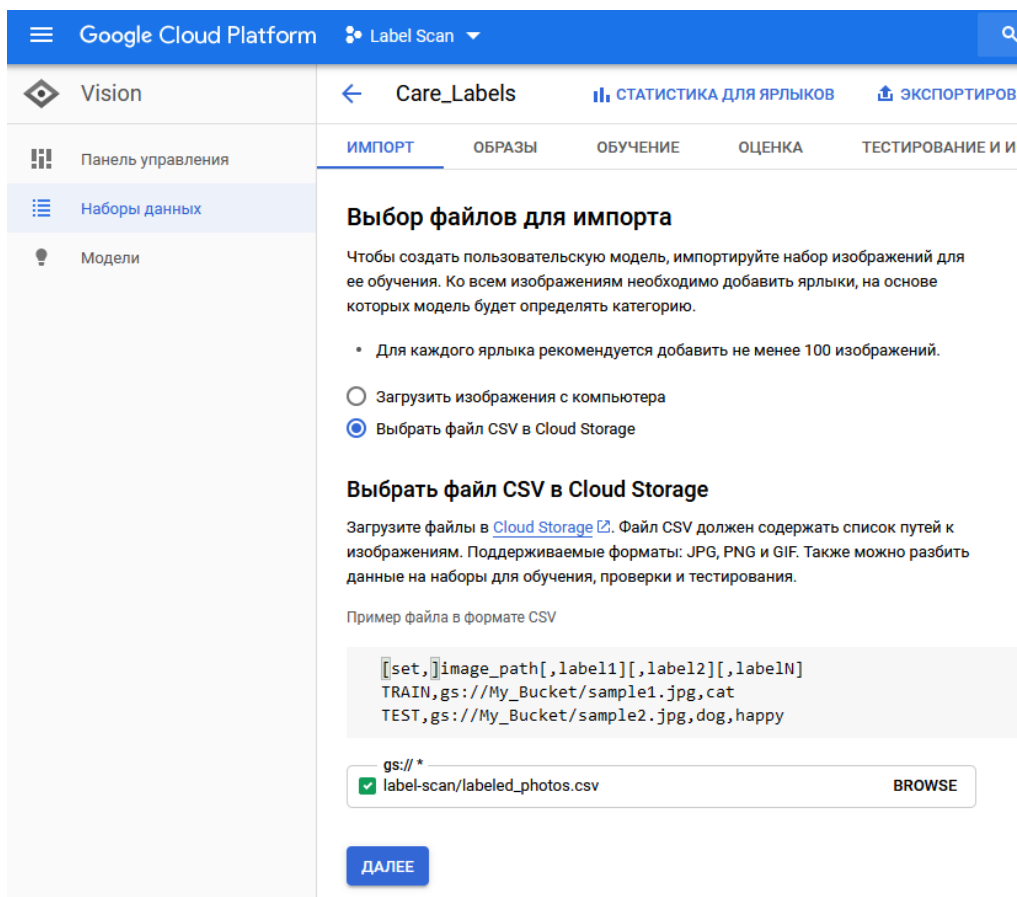 Google Cloud Platform
Label Scan
Vision
Care_Labels
СТАТИСТИКА ДЛЯ ЯРЛЫКОВ
ЭКСПОРТИРОВ
Панель управления
Наборы данных
Модели
ИМПОРТ
ОБРАЗЫ
ОБУЧЕНИЕ
ОЦЕНКА
ТЕСТИРОВАНИЕ И И
Выбор файлов для импорта
Чтобы создать пользовательскую модель, импортируйте набор изображений для
ее обучения. Ко всем изображениям необходимо добавить ярлыки, на основе
которых модель будет определять категорию.
• Для каждого ярлыка рекомендуется добавить не менее 100 изображений.
Загрузить изображения с компьютера
Выбрать файл CSV в Cloud Storage
Выбрать файл CSV в Cloud Storage
Загрузите файлы в Cloud Storage. Файл CSV должен содержать список путей к
изображениям. Поддерживаемые форматы: JPG, PNG и GIF. Также можно разбить
данные на наборы для обучения, проверки и тестирования.
Пример файла в формате CSV
[set,]image_path[,label1][,label2][,labelN]
TRAIN,gs://My_Bucket/sample1.jpg,cat
TEST,gs://My_Bucket/sample2.jpg,dog,happy
gs:// *
label-scan/labeled_photos.csv
BROWSE
ДАЛЕЕ